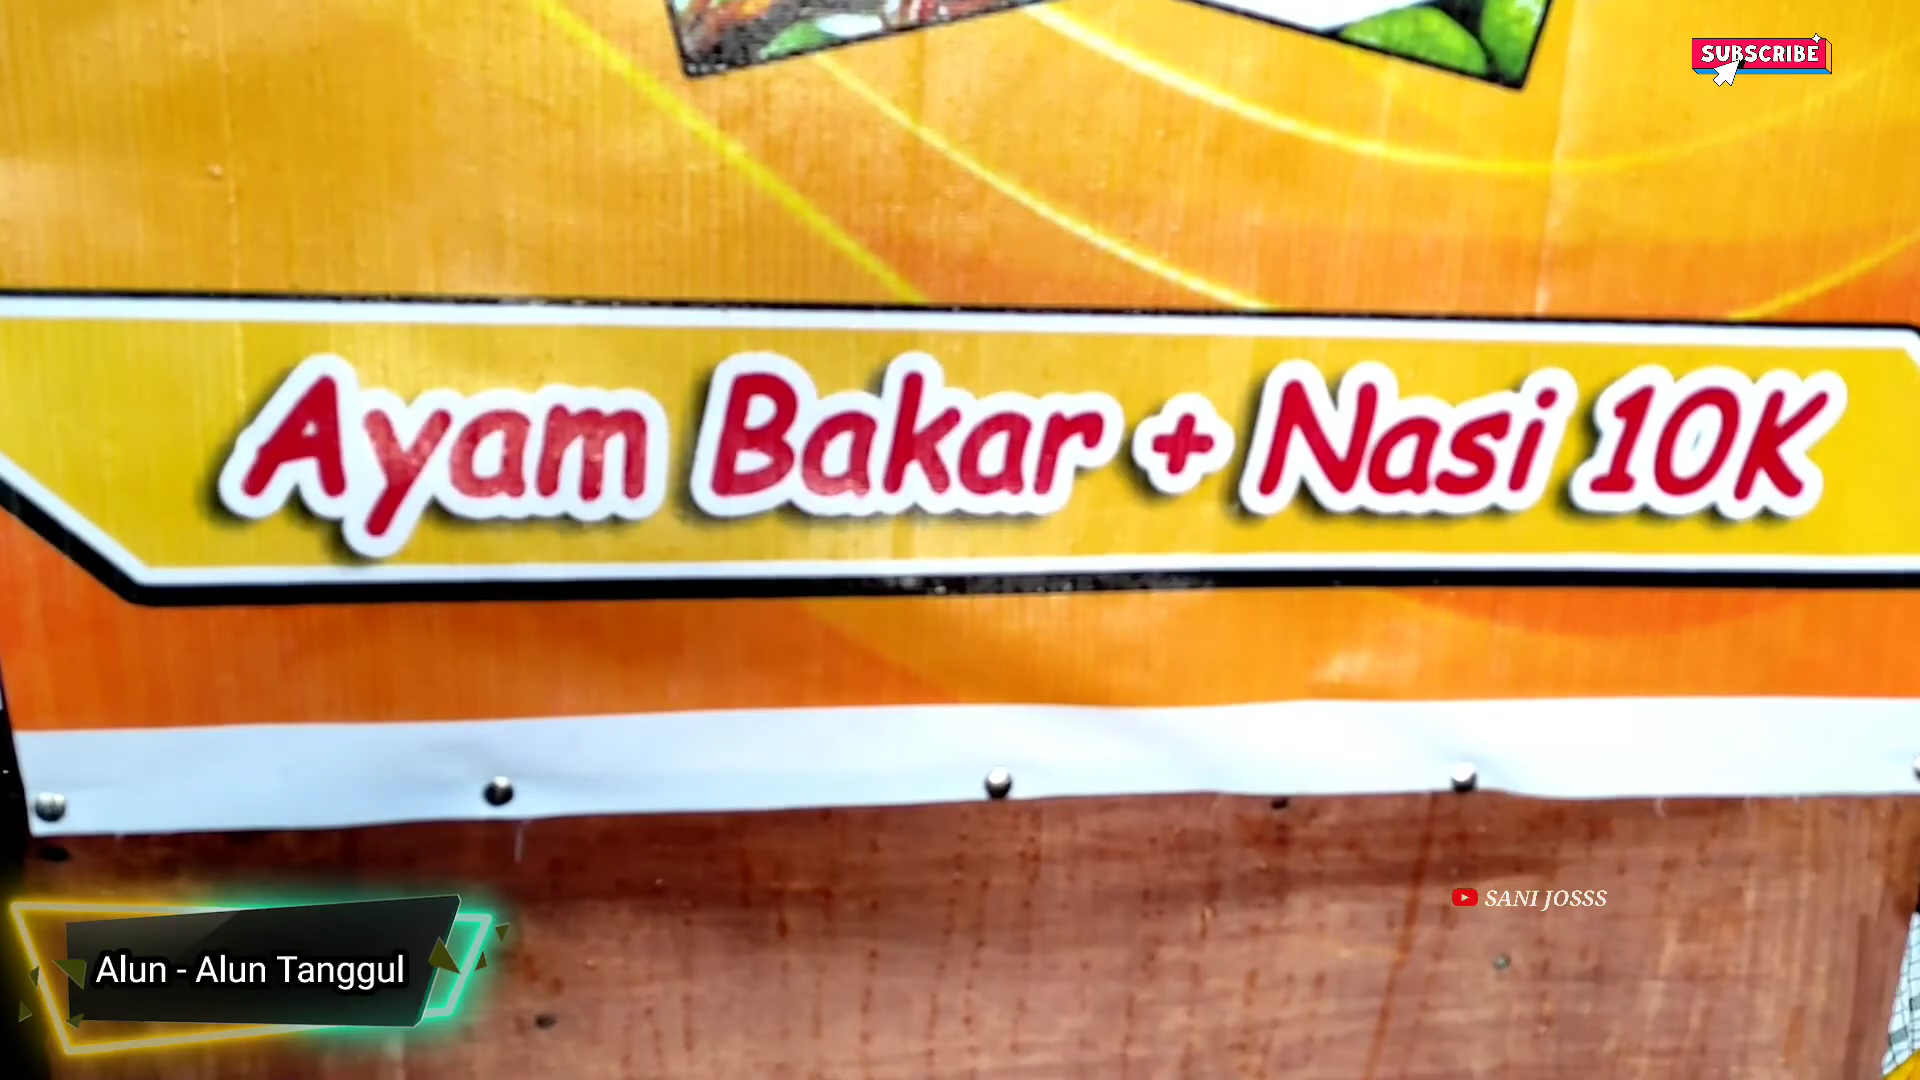 SUBSCRIBE
Ayam Bakar + Nasi 10K
SANI JOSSS
Alun - Alun Tanggul